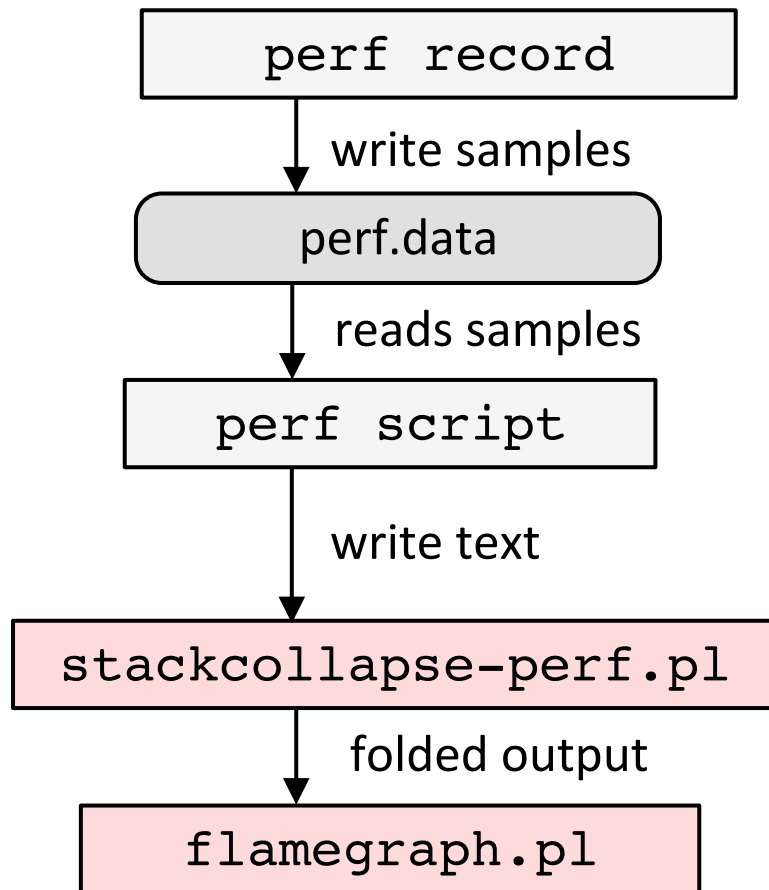 perf record
write samples
perf.data
reads samples
perf script
write text
stackcollapse-perf.pl
folded output
flamegraph.pl